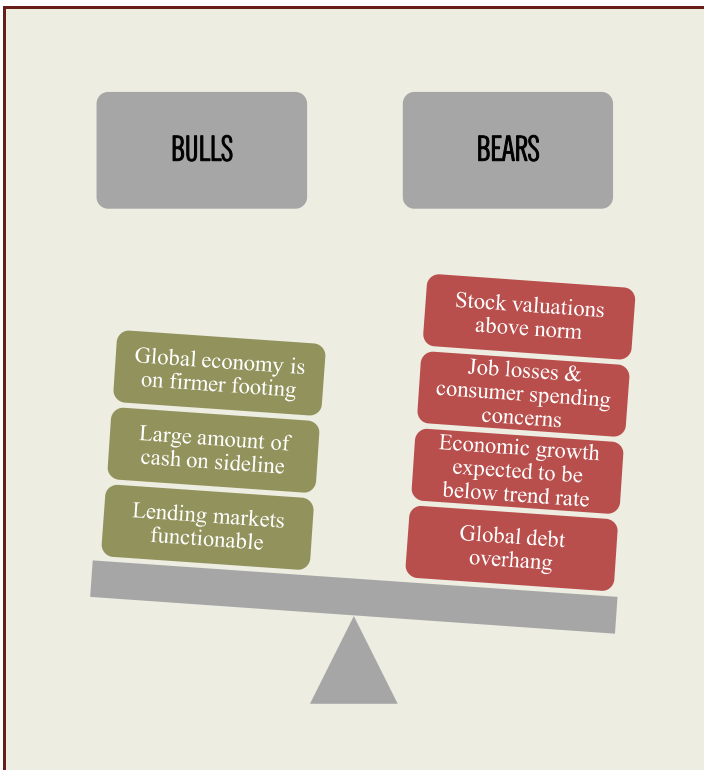 BULLS
BEARS
Global economy is
on firmer footing
Large amount of
cash on sideline
Lending markets
functionable
Stock valuations
above norm
Job losses &
consumer spending
concerns
Economic growth
expected to be
below trend rate
Global debt
overhang